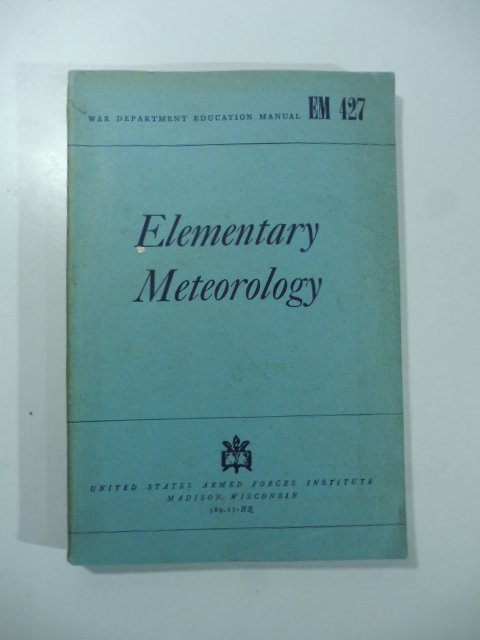 WAR DEPARTMENT EDUCATION MANUAL EM 427
Elementary
Meteorology
UNITED STATES ARMED FORCES INSTITUTE
MADISON, WISCONSIN